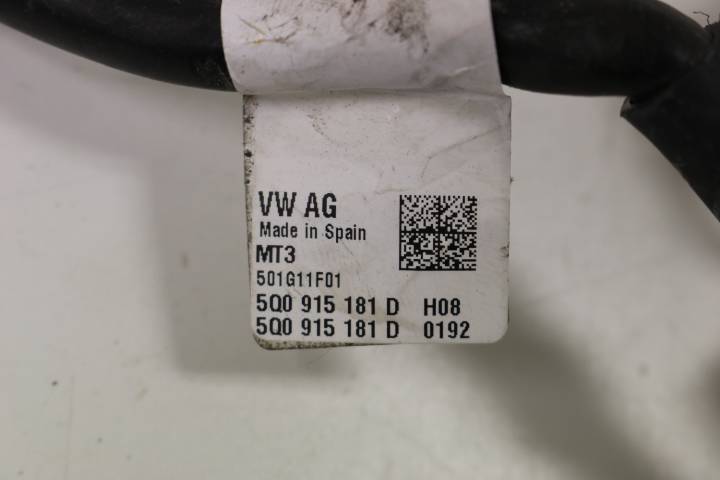 VW AG
Made in Spain
MT3
501G11F01
5Q0 915 181 D H08
5Q0 915 181 D 0192